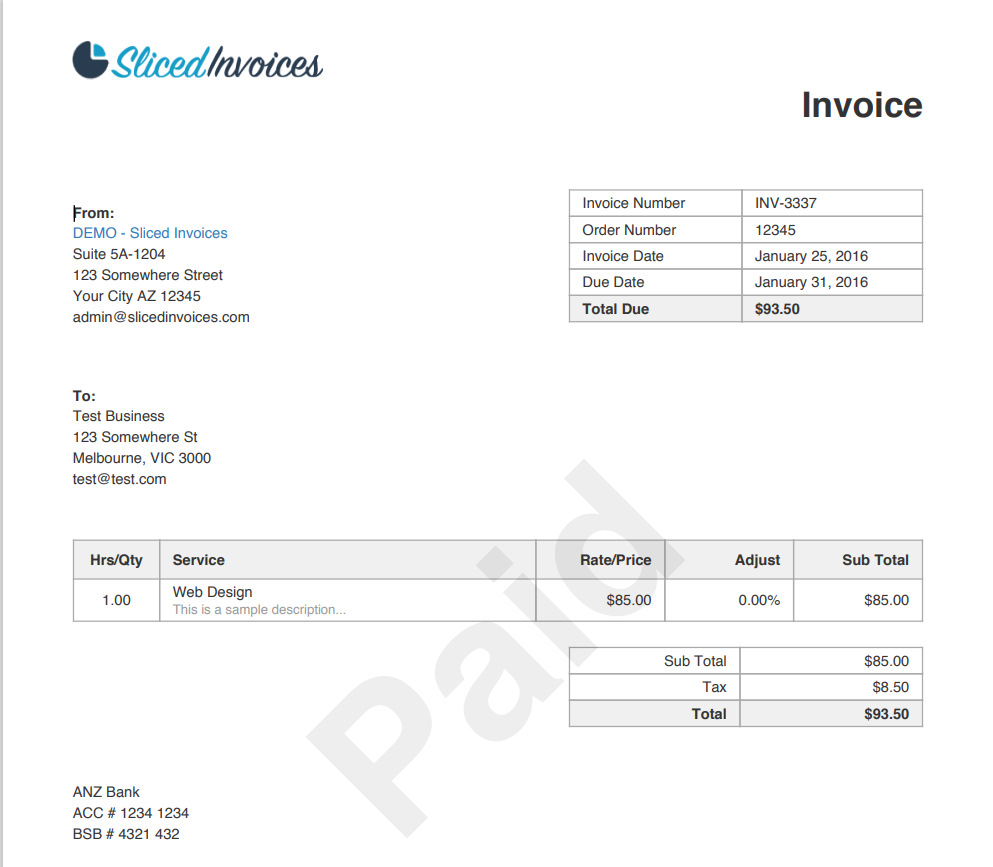 SlicedInvoices
Invoice
From:
DEMO - Sliced Invoices
Suite 5A-1204
123 Somewhere Street
Your City AZ 12345
admin@slicedinvoices.com
Invoice Number INV-3337
Order Number 12345
Invoice Date January 25, 2016
Due Date January 31, 2016
Total Due $93.50
To:
Test Business
123 Somewhere St
Melbourne, VIC 3000
test@test.com
Hrs/Qty Service Rate/Price Adjust Sub Total
1.00 Web Design $85.00 0.00% $85.00
This is a sample description...
Sub Total $85.00
Tax $8.50
Total $93.50
Paid
ANZ Bank
ACC # 1234 1234
BSB # 4321 432